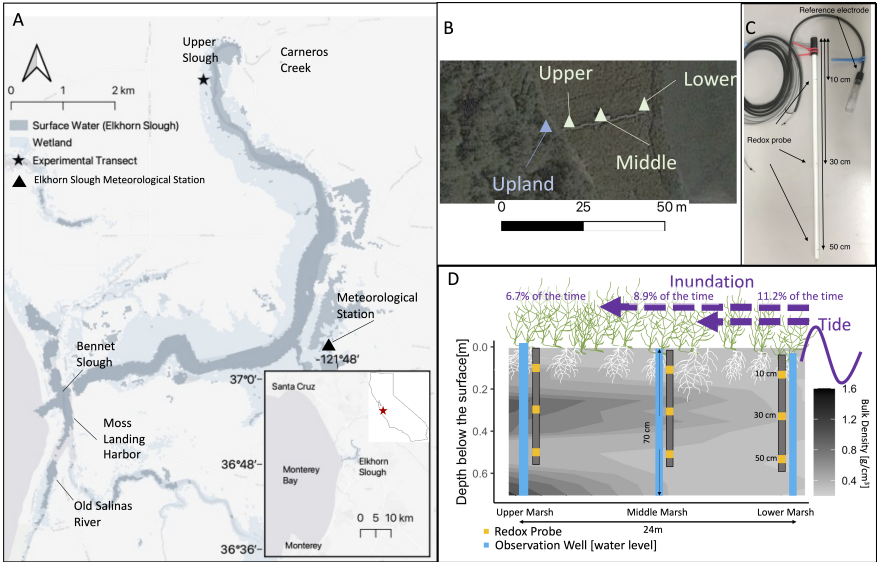 A
Upper
Slough
Carneros
Creek
0 1 2 km
Surface Water (Elkhorn Slough)
Wetland
Experimental Transect
Elkhorn Slough Meteorological Station
Meteorological
Station
-121°48′
Bennet
Slough
Moss
Landing
Harbor
Old Salinas
River
37°0′
36°48′
36°36′
Santa Cruz
Monterey
Bay
Elkhorn
Slough
0 5 10 km
Monterey
B
Upper
Lower
Middle
Upland
0 25 50 m
C
Reference electrode
10 cm
Redox probe
30 cm
50 cm
D
Inundation
6.7% of the time
8.9% of the time
11.2% of the time
Tide
Depth below the surface[m]
0.0
0.2
0.4
0.6
70 cm
10 cm
30 cm
50 cm
1.6
1.2
0.8
0.4
Bulk Density [g/cm³]
Upper Marsh
Middle Marsh
Lower Marsh
24m
Redox Probe
Observation Well [water level]